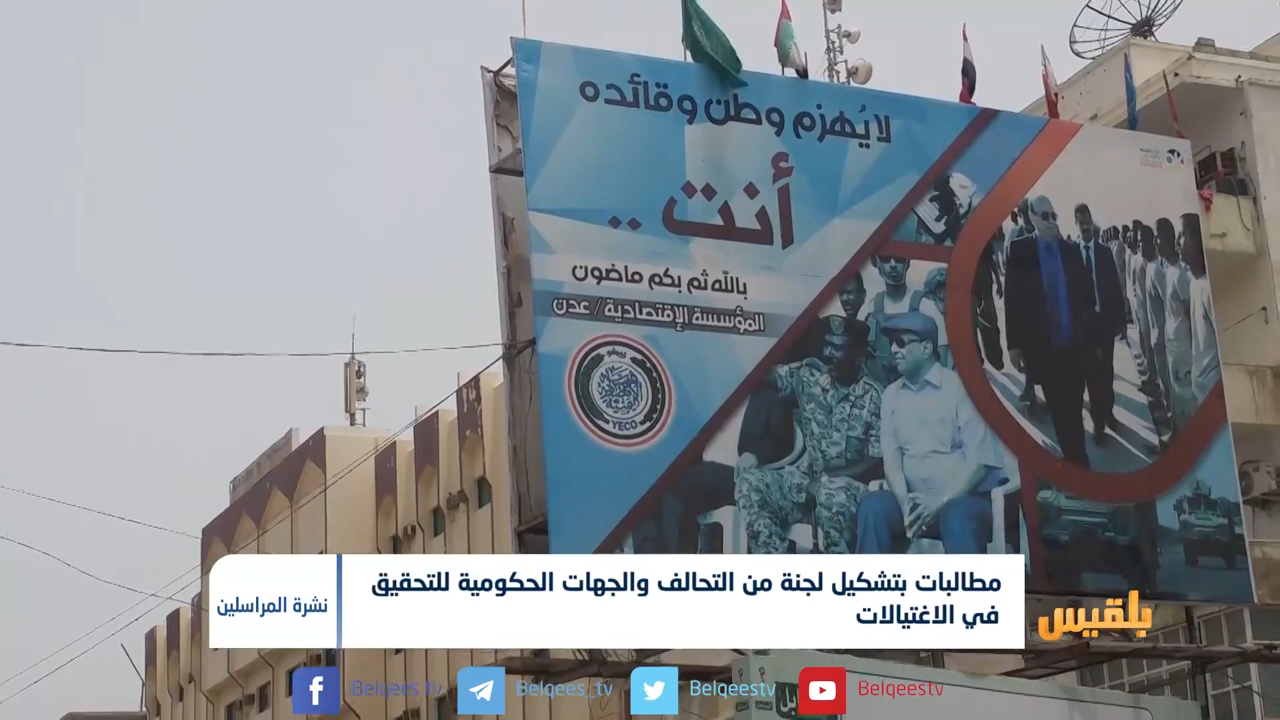 لا يُهزم وطن وقائده
أنت ..
بالله ثم بكم ماضون
المؤسسة الإقتصادية / عدن
YECO
مطالبات بتشكيل لجنة من التحالف والجهات الحكومية للتحقيق
في الاغتيالات
نشرة المراسلين
بلقيس
Belqees tv
Belqees_tv
Belqeestv
Belqeestv